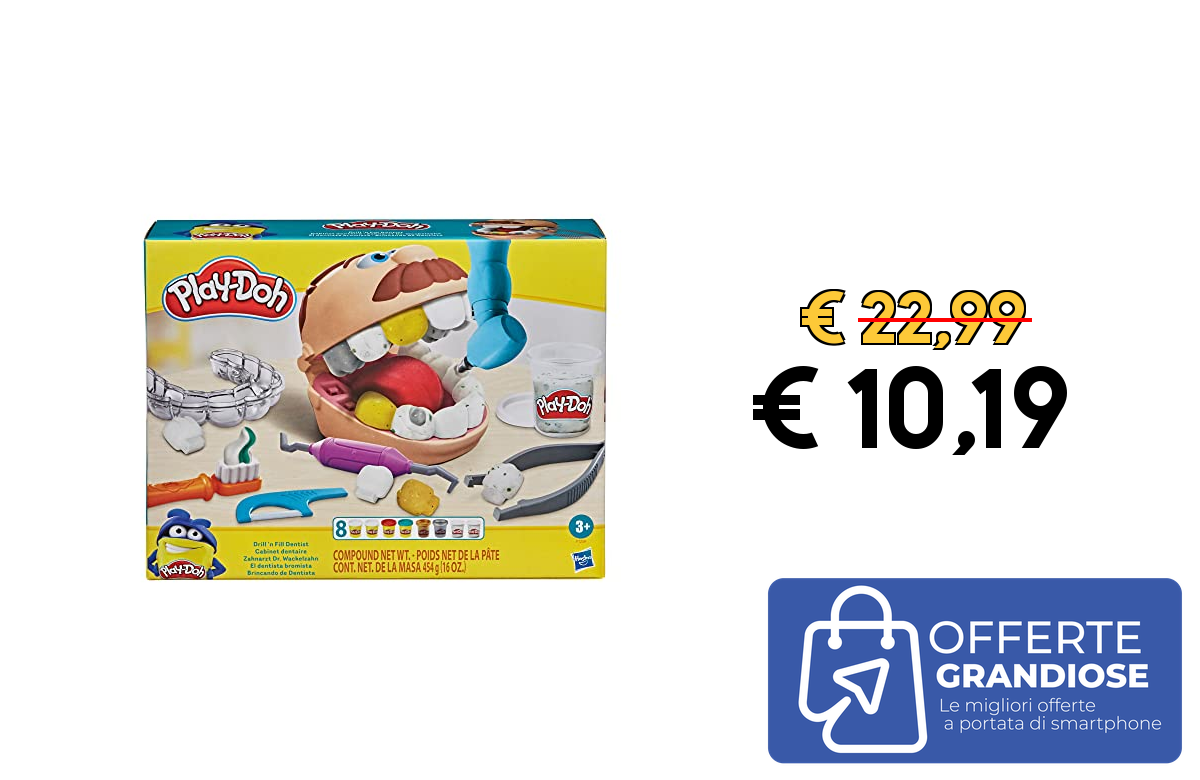 Play-Doh
Play-Doh
Play-Doh
8
3+
Drill 'n Fill Dentist
Cabinet dentaire
Zahnarzt Dr. Wackelzahn
El dentista bromista
Brincando de Dentista
COMPOUND NET WT. - POIDS NET DE LA PÂTE
CONT. NET. DE LA MASA 454 g (16 OZ.)
Play-Doh
Hasbro
€ 22,99
€ 10,19
OFFERTE
GRANDIOSE
Le migliori offerte
a portata di smartphone